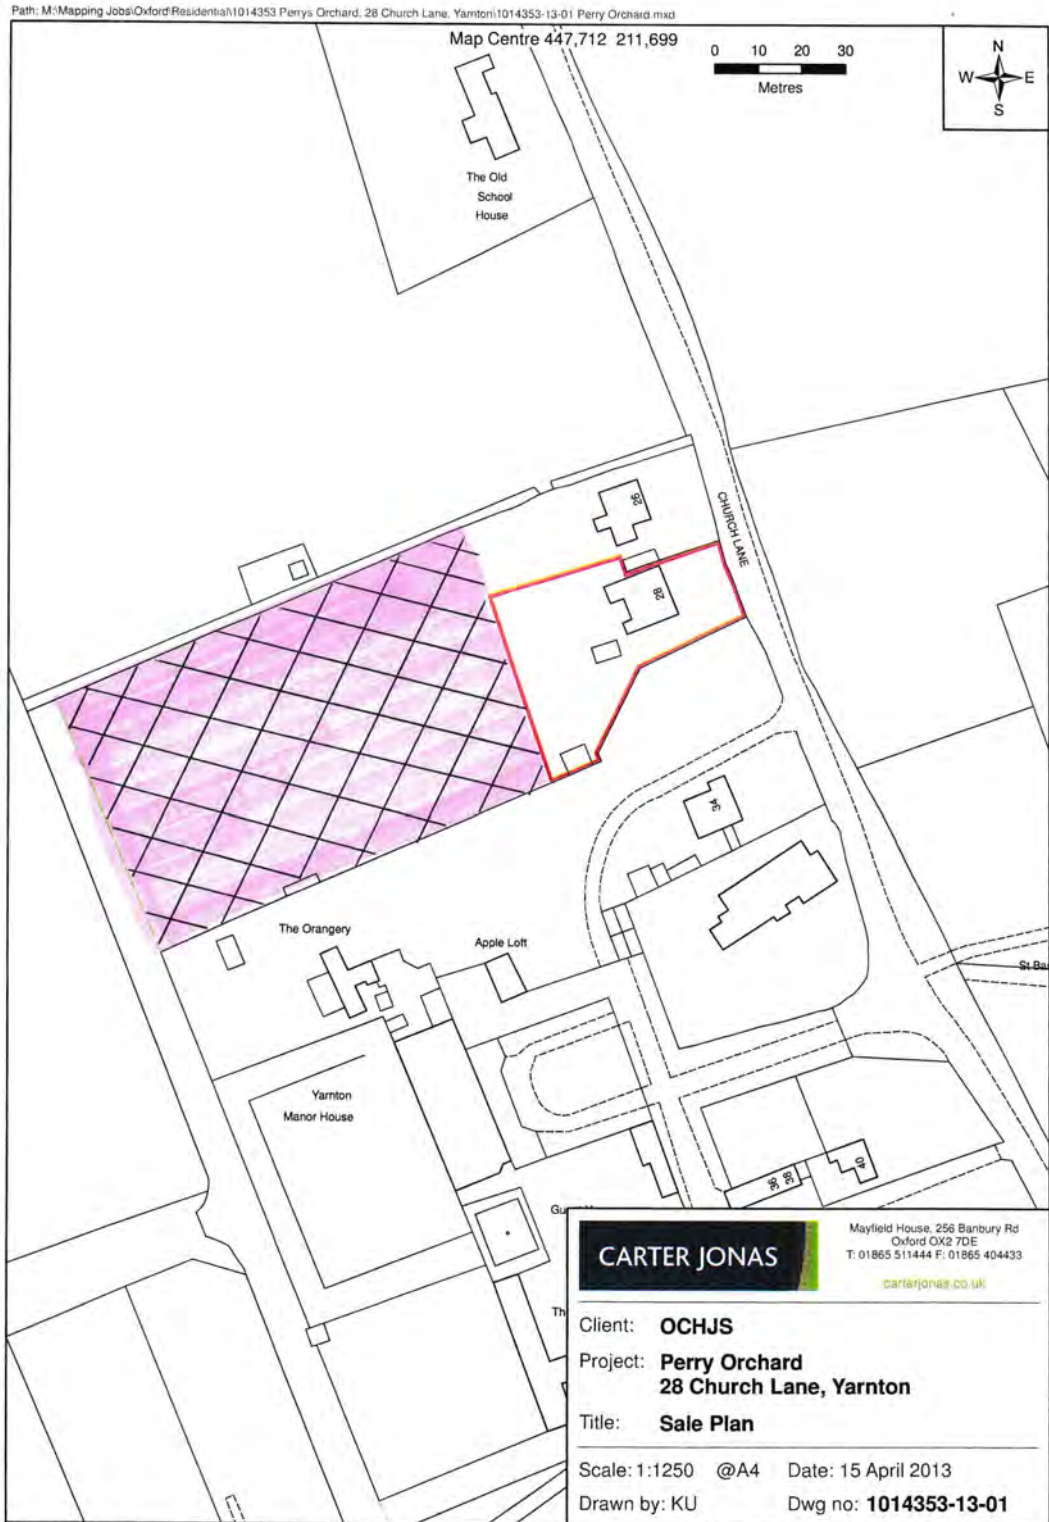 Path: M:\Mapping Jobs\Oxford\Residential\1014353 Perrys Orchard, 28 Church Lane, Yarnton\1014353-13-01 Perry Orchard.mxd
Map Centre 447,712 211,699
0 10 20 30
Metres
N
W E
S
The Old
School
House
26
CHURCH LANE
28
34
The Orangery
Apple Loft
St Ba
Yarnton
Manor House
40
38
36
Gu
Th
CARTER JONAS
Mayfield House, 256 Banbury Rd
Oxford OX2 7DE
T: 01865 511444 F: 01865 404433
carterjonas.co.uk
Client: OCHJS
Project: Perry Orchard
28 Church Lane, Yarnton
Title: Sale Plan
Scale: 1:1250 @A4 Date: 15 April 2013
Drawn by: KU Dwg no: 1014353-13-01